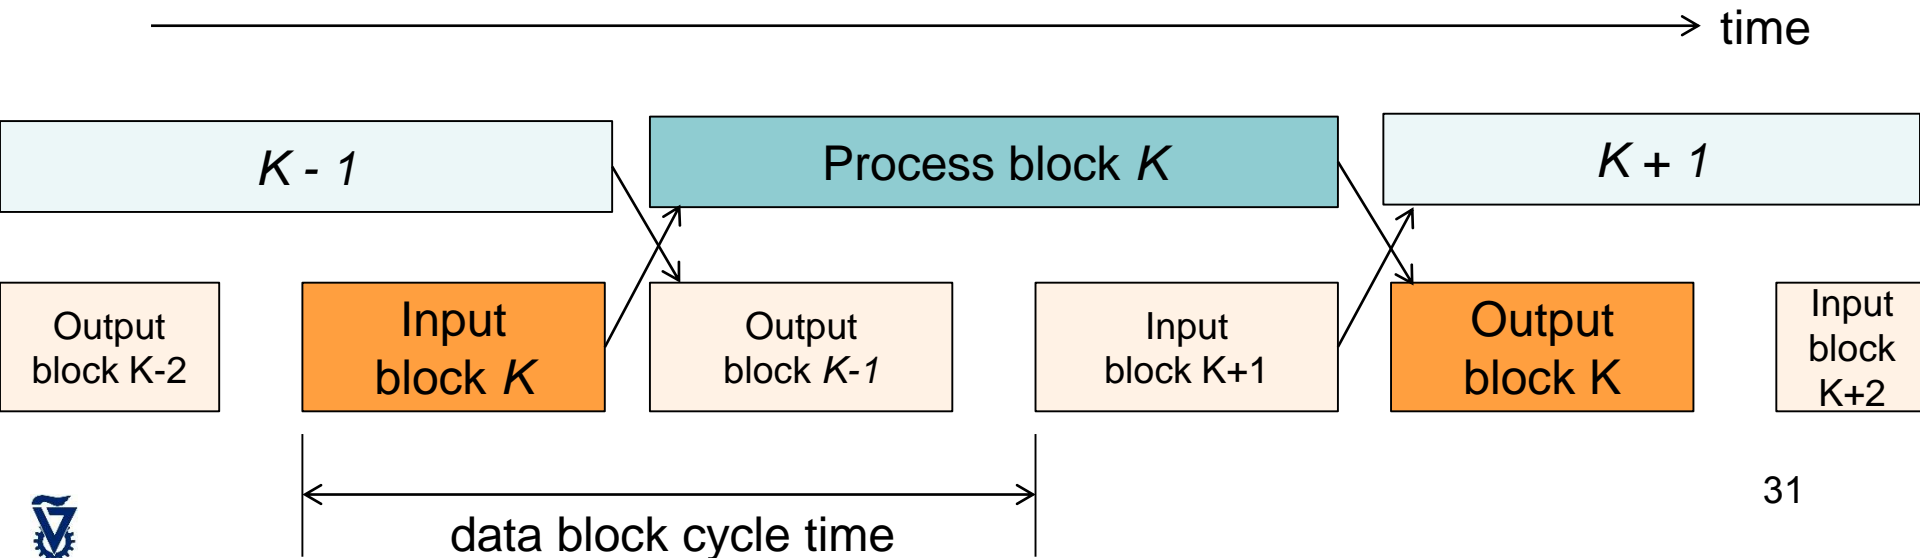 time
K - 1
Process block K
K + 1
Output
block K-2
Input
block K
Output
block K-1
Input
block K+1
Output
block K
Input
block
K+2
31
data block cycle time